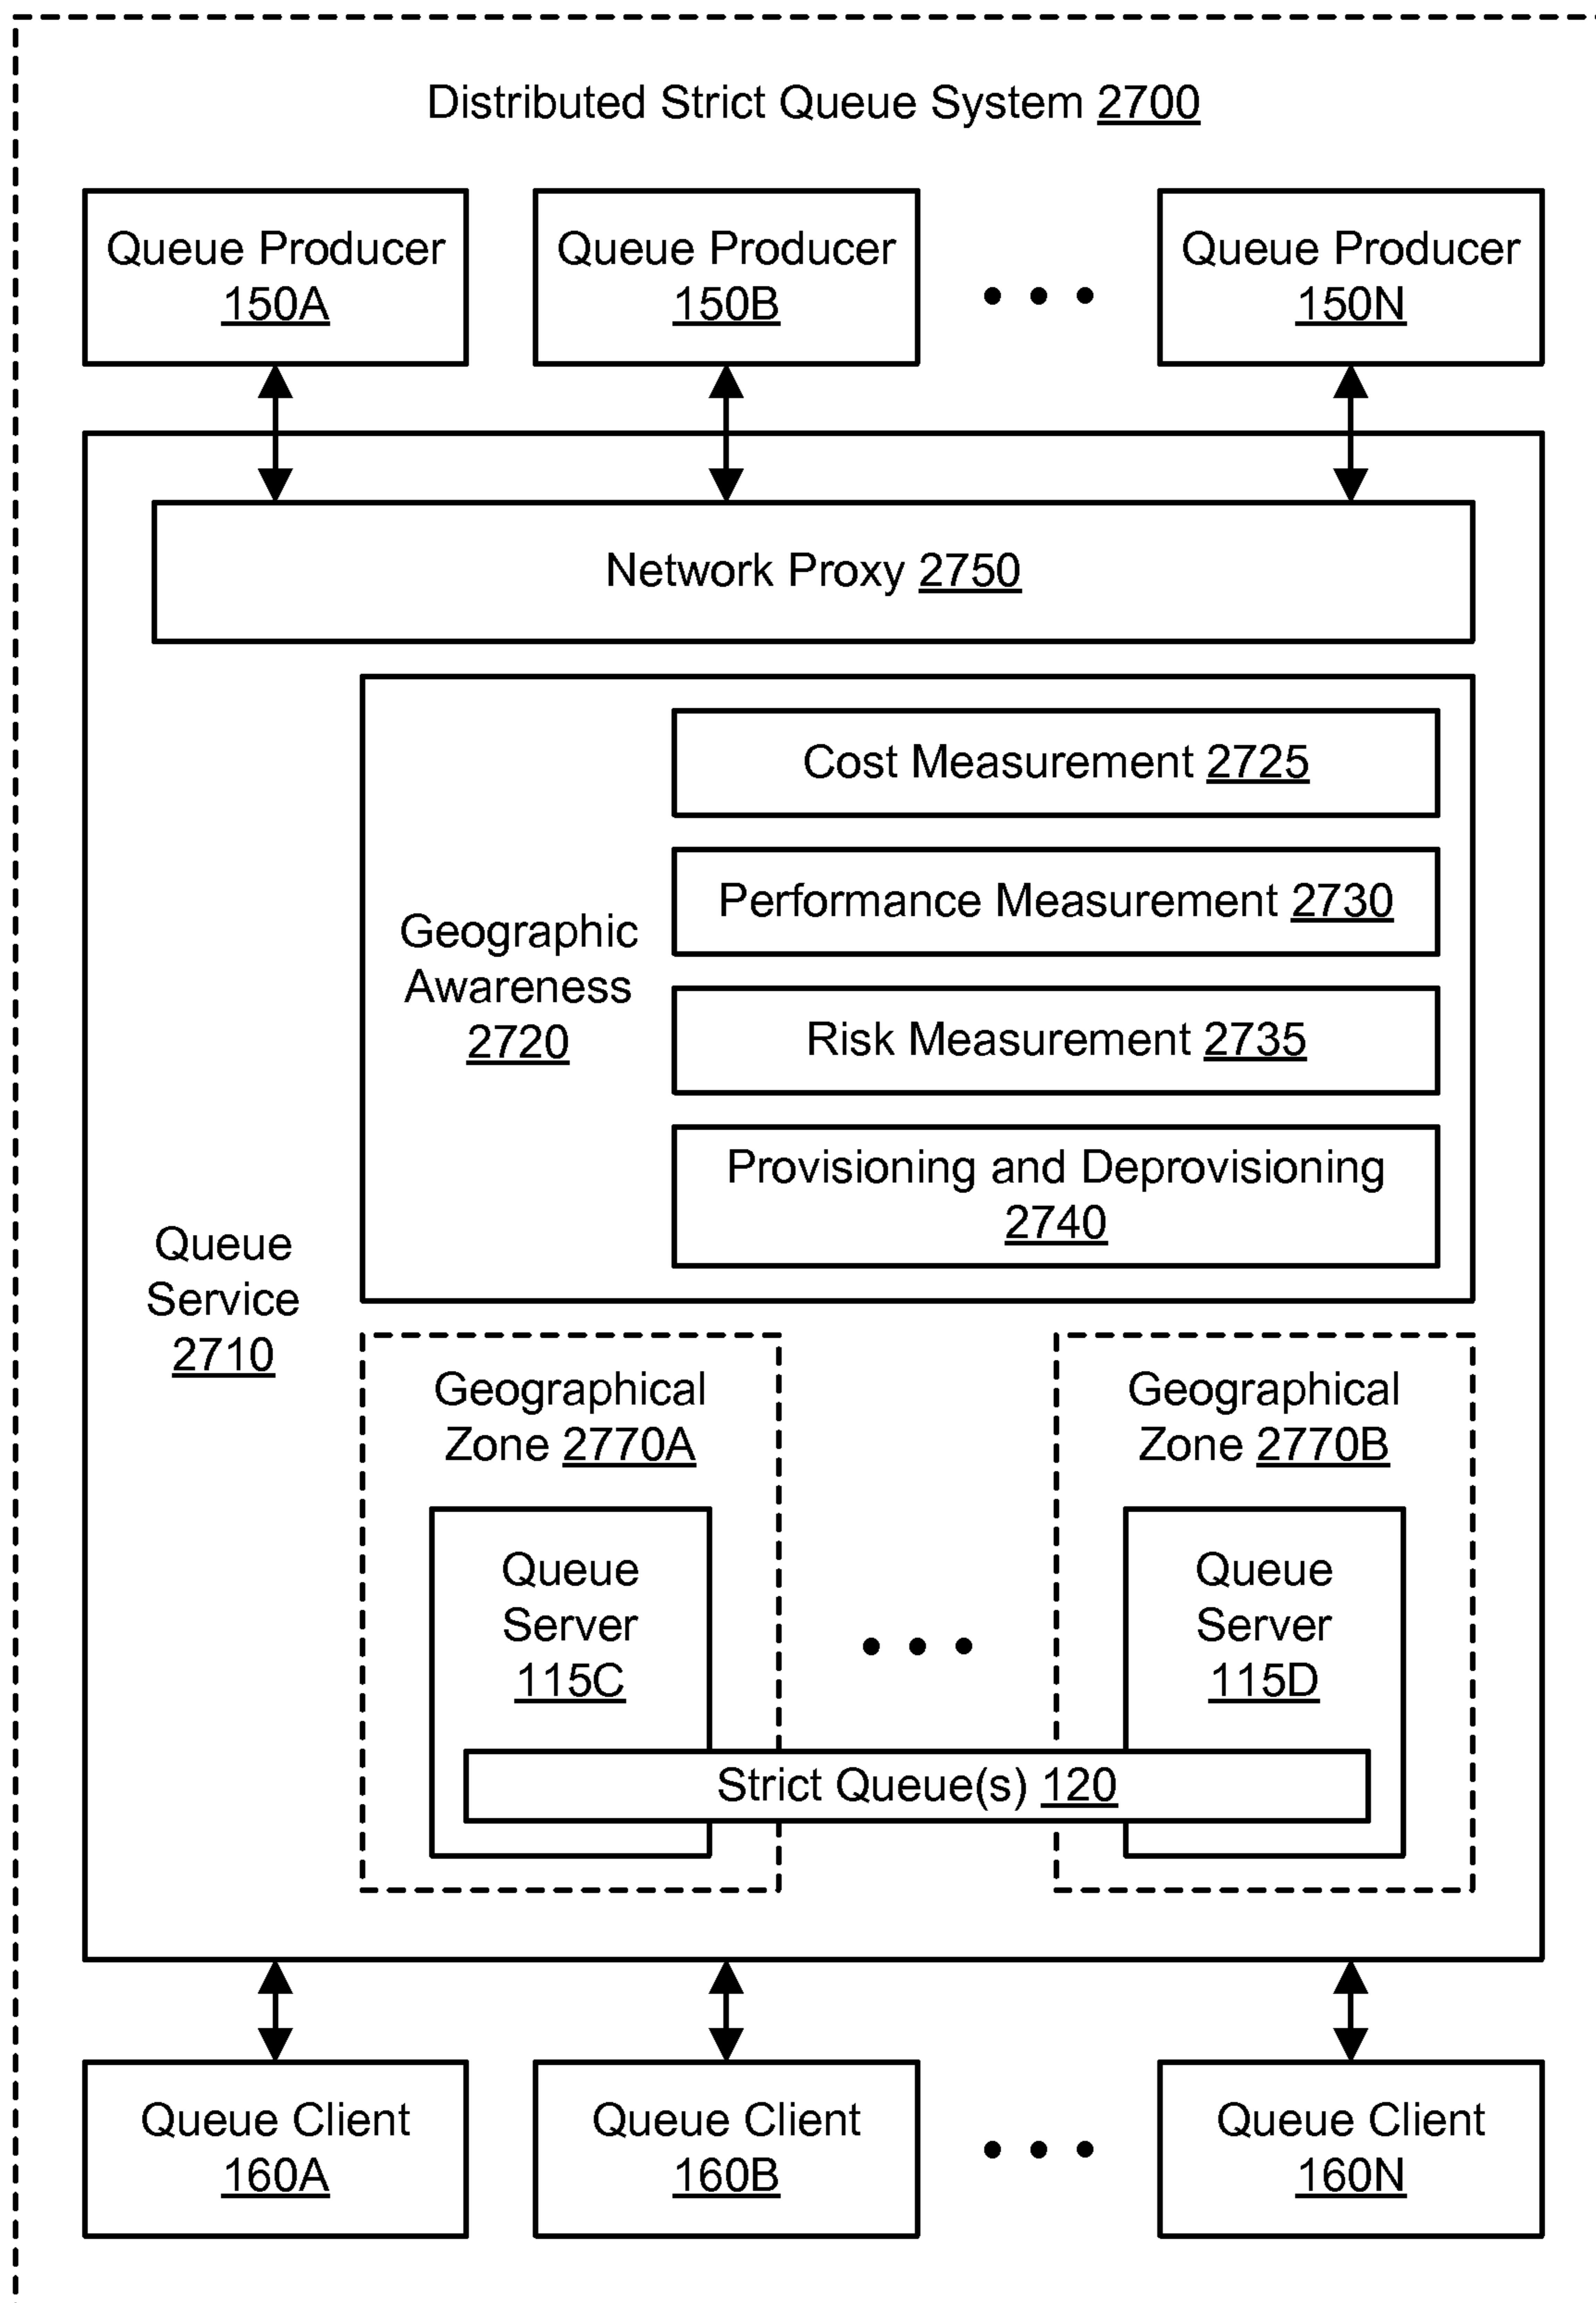 Distributed Strict Queue System 2700
Queue Producer
150A
Queue Producer
150B
Queue Producer
150N
Network Proxy 2750
Cost Measurement 2725
Performance Measurement 2730
Geographic
Awareness
2720
Risk Measurement 2735
Provisioning and Deprovisioning
2740
Queue
Service
2710
Geographical
Zone 2770A
Geographical
Zone 2770B
Queue
Server
115C
Queue
Server
115D
Strict Queue(s) 120
Queue Client
160A
Queue Client
160B
Queue Client
160N